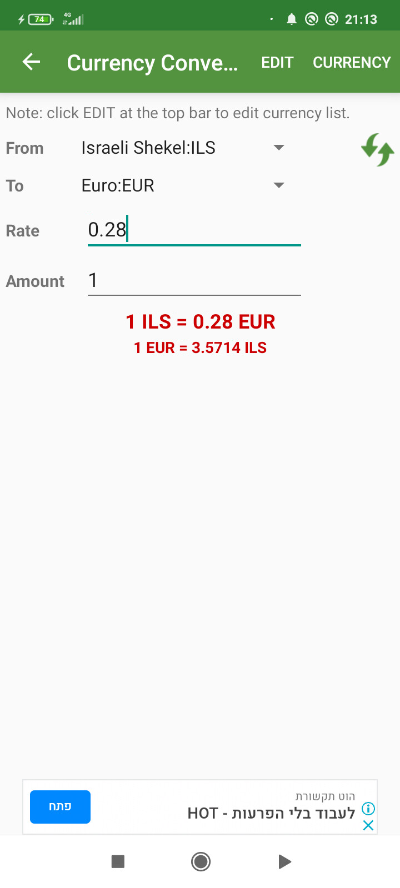 74
4G
21:13
Currency Conve... EDIT CURRENCY
Note: click EDIT at the top bar to edit currency list.
From Israeli Shekel:ILS
To Euro:EUR
Rate 0.28
Amount 1
1 ILS = 0.28 EUR
1 EUR = 3.5714 ILS
הוט תקשורת
לעבוד בלי הפרעות - HOT
פתח